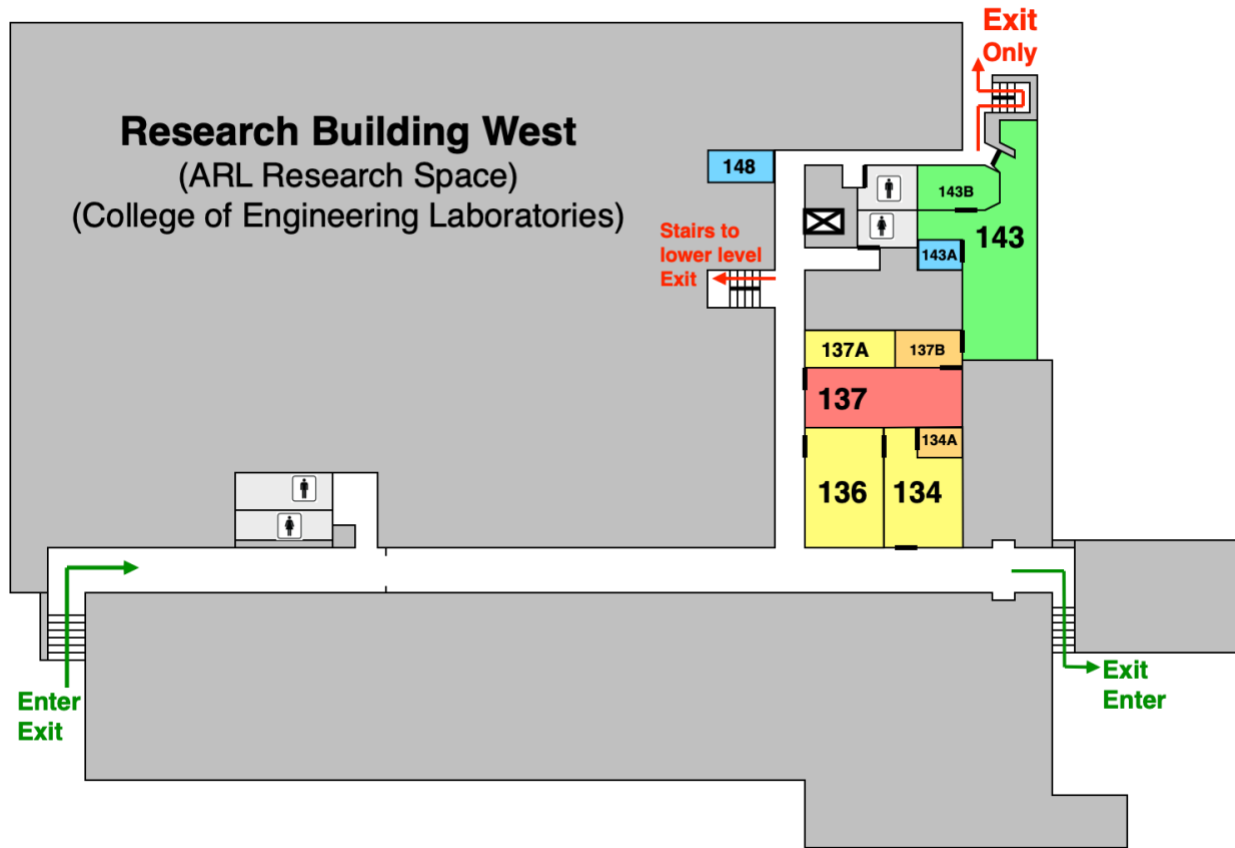 Exit
Only
Research Building West
(ARL Research Space)
(College of Engineering Laboratories)
148
143B
143
Stairs to
lower level
Exit
143A
137A
137B
137
134A
136
134
Enter
Exit
Exit
Enter